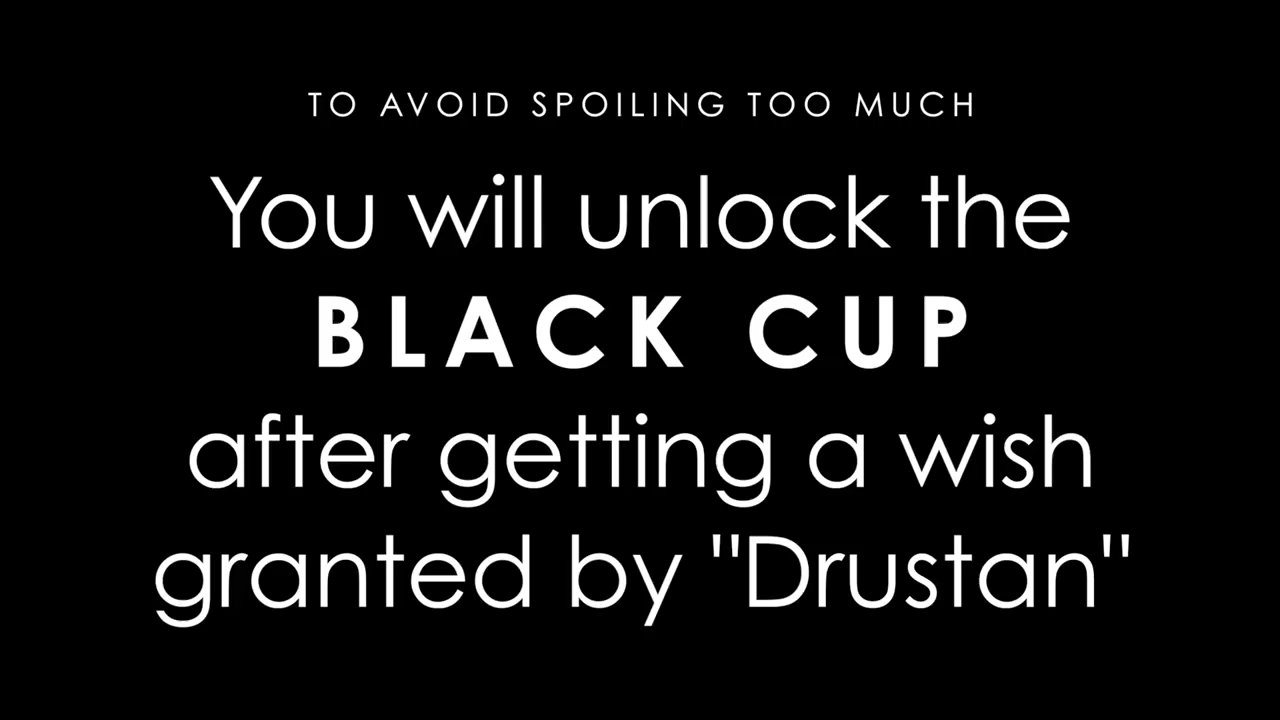 TO AVOID SPOILING TOO MUCH
You will unlock the
BLACK CUP
after getting a wish
granted by "Drustan"